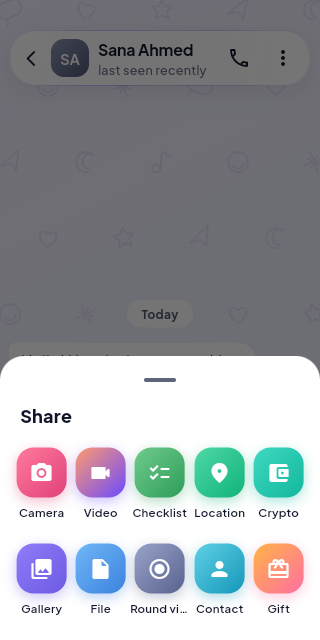 SA
Sana Ahmed
last seen recently
Today
Share
Camera Video Checklist Location Crypto
Gallery File Round vi... Contact Gift